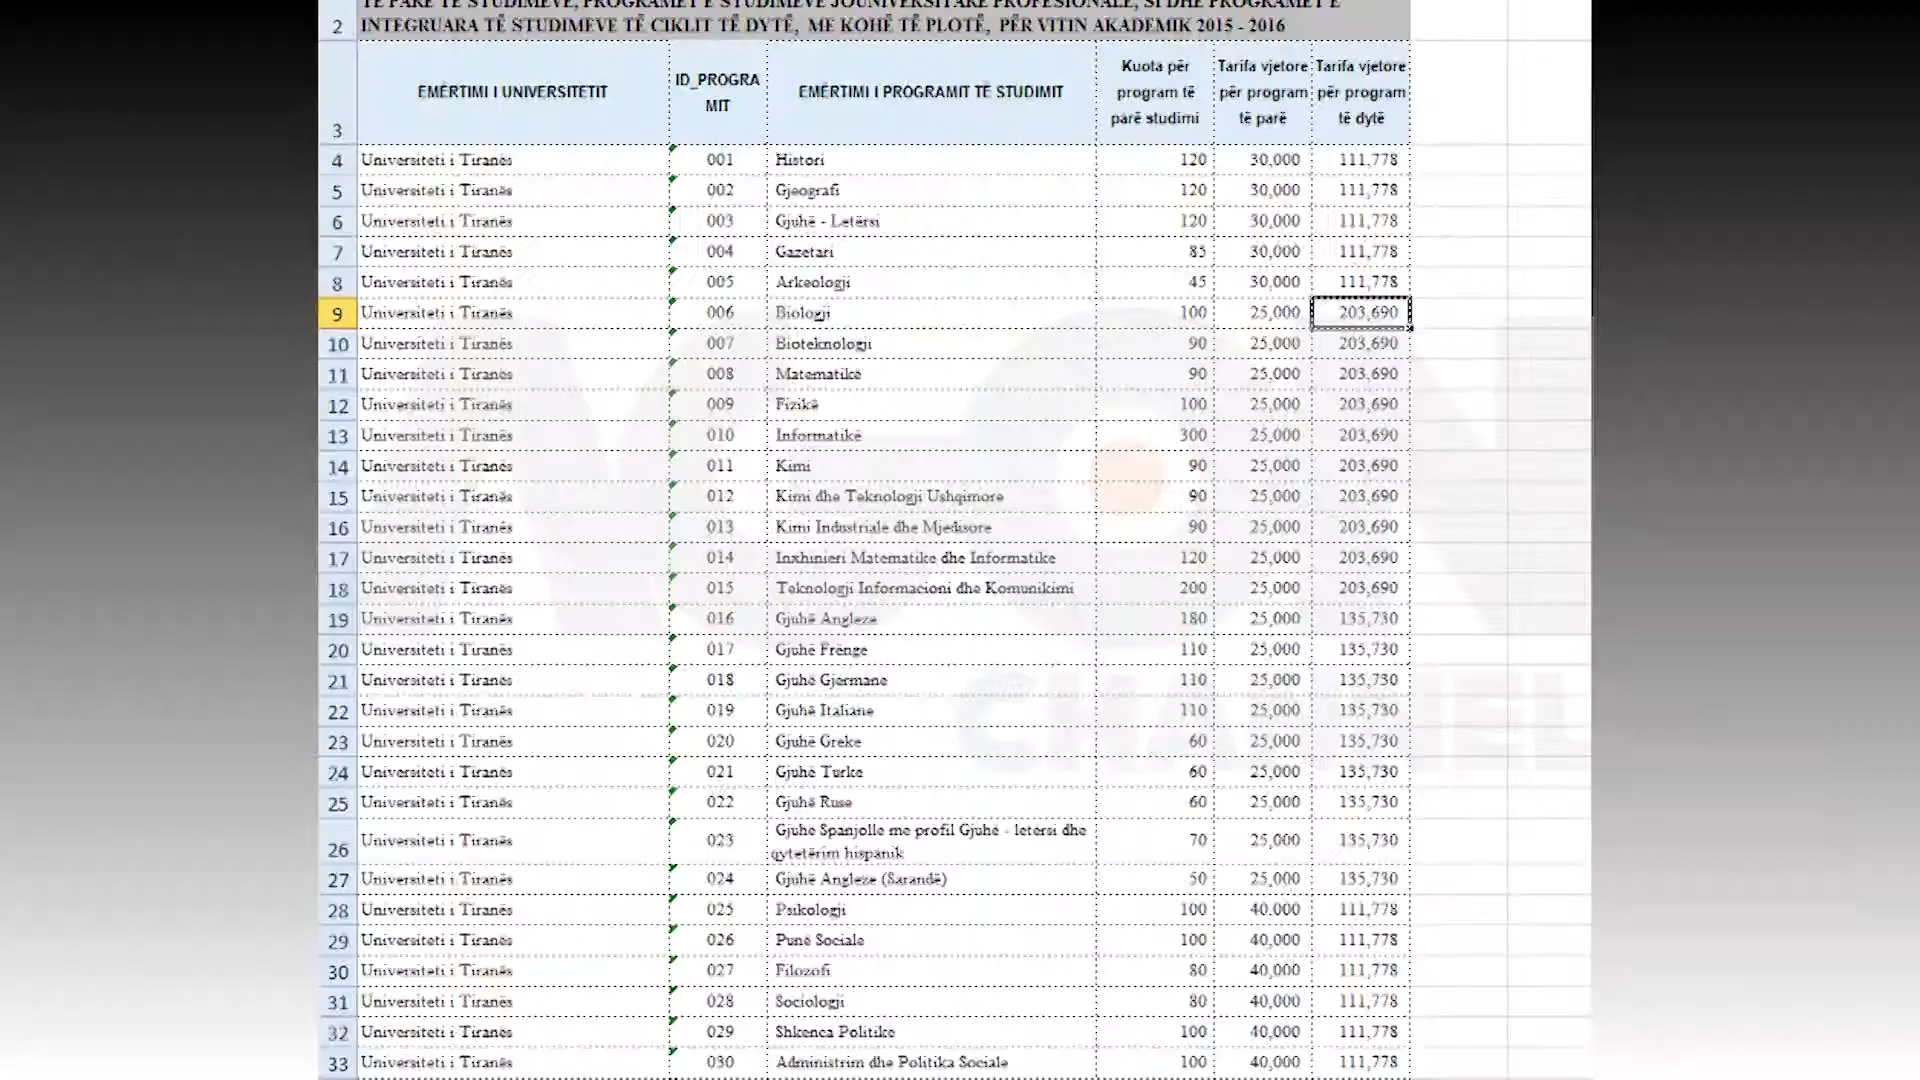 TË PARË TË STUDIMEVE, PROGRAMET E STUDIMEVE JOUNIVERSITARE PROFESIONALE, SI DHE PROGRAMET E
2 INTEGRUARA TË STUDIMEVE TË CIKLIT TË DYTË, ME KOHË TË PLOTË, PËR VITIN AKADEMIK 2015 - 2016
3 EMËRTIMI I UNIVERSITETIT ID_PROGRAMIT EMËRTIMI I PROGRAMIT TË STUDIMIT Kuota për program të parë studimi Tarifa vjetore për program të parë Tarifa vjetore për program të dytë
4 Universiteti i Tiranës 001 Histori 120 30,000 111,778
5 Universiteti i Tiranës 002 Gjeografi 120 30,000 111,778
6 Universiteti i Tiranës 003 Gjuhë - Letërsi 120 30,000 111,778
7 Universiteti i Tiranës 004 Gazetari 85 30,000 111,778
8 Universiteti i Tiranës 005 Arkeologji 45 30,000 111,778
9 Universiteti i Tiranës 006 Biologji 100 25,000 203,690
10 Universiteti i Tiranës 007 Bioteknologji 90 25,000 203,690
11 Universiteti i Tiranës 008 Matematikë 90 25,000 203,690
12 Universiteti i Tiranës 009 Fizikë 100 25,000 203,690
13 Universiteti i Tiranës 010 Informatikë 300 25,000 203,690
14 Universiteti i Tiranës 011 Kimi 90 25,000 203,690
15 Universiteti i Tiranës 012 Kimi dhe Teknologji Ushqimore 90 25,000 203,690
16 Universiteti i Tiranës 013 Kimi Industriale dhe Mjedisore 90 25,000 203,690
17 Universiteti i Tiranës 014 Inxhinieri Matematike dhe Informatike 120 25,000 203,690
18 Universiteti i Tiranës 015 Teknologji Informacioni dhe Komunikimi 200 25,000 203,690
19 Universiteti i Tiranës 016 Gjuhë Angleze 180 25,000 135,730
20 Universiteti i Tiranës 017 Gjuhë Frënge 110 25,000 135,730
21 Universiteti i Tiranës 018 Gjuhë Gjermane 110 25,000 135,730
22 Universiteti i Tiranës 019 Gjuhë Italiane 110 25,000 135,730
23 Universiteti i Tiranës 020 Gjuhë Greke 60 25,000 135,730
24 Universiteti i Tiranës 021 Gjuhë Turke 60 25,000 135,730
25 Universiteti i Tiranës 022 Gjuhë Ruse 60 25,000 135,730
26 Universiteti i Tiranës 023 Gjuhë Spanjolle me profil Gjuhë - letërsi dhe qytetërim hispanik 70 25,000 135,730
27 Universiteti i Tiranës 024 Gjuhë Angleze (Sarandë) 50 25,000 135,730
28 Universiteti i Tiranës 025 Psikologji 100 40.000 111,778
29 Universiteti i Tiranës 026 Punë Sociale 100 40,000 111,778
30 Universiteti i Tiranës 027 Filozofi 80 40,000 111,778
31 Universiteti i Tiranës 028 Sociologji 80 40,000 111,778
32 Universiteti i Tiranës 029 Shkenca Politike 100 40,000 111,778
33 Universiteti i Tiranës 030 Administrim dhe Politika Sociale 100 40,000 111,778